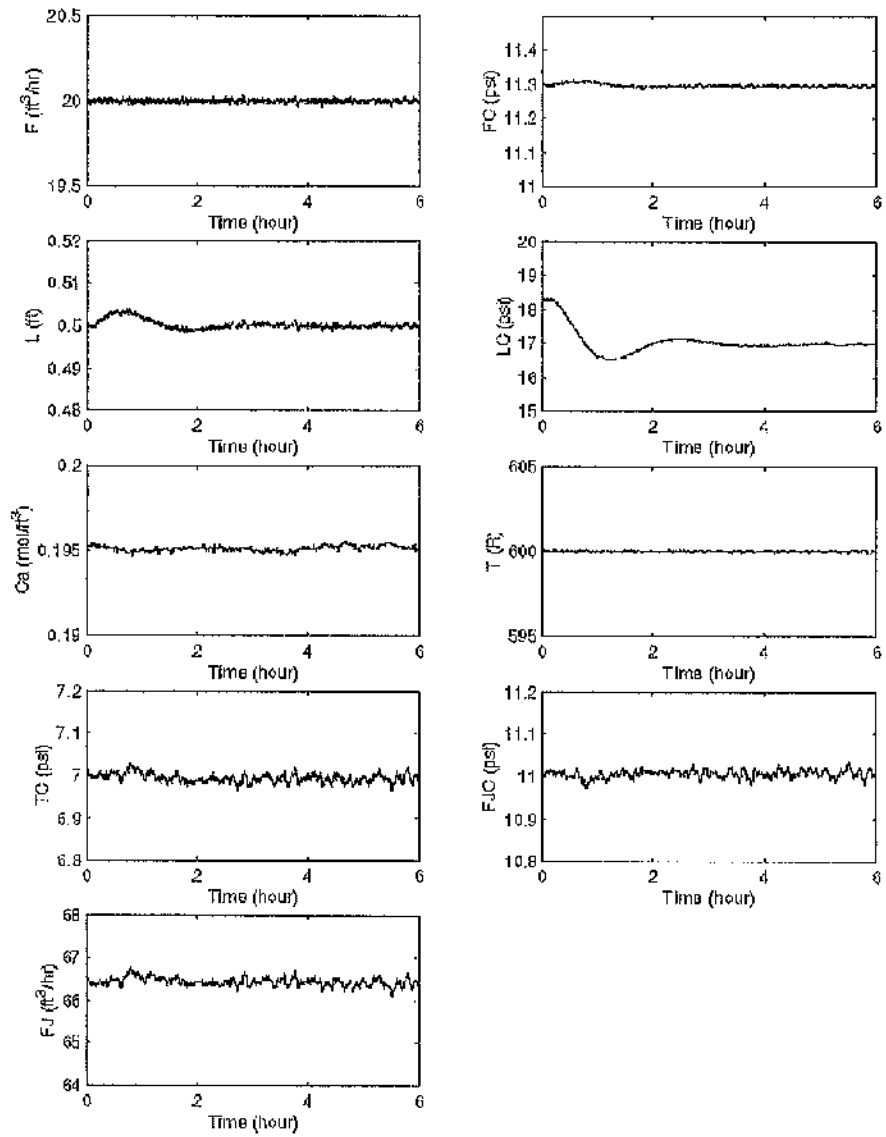 20.5
20
19.5
F (ft³/hr)
0 2 4 6
Time (hour)
11.4
11.3
11.2
11.1
11
FC (psi)
0 2 4 6
Time (hour)
0.52
0.51
0.5
0.49
0.48
L (ft)
0 2 4 6
Time (hour)
20
19
18
17
16
15
LC (psi)
0 2 4 6
Time (hour)
0.2
0.195
0.19
Ca (mol/ft³)
0 2 4 6
Time (hour)
605
600
595
T (R)
0 2 4 6
Time (hour)
7.2
7.1
7
6.9
6.8
TC (psi)
0 2 4 6
Time (hour)
11.2
11.1
11
10.9
10.8
FJC (psi)
0 2 4 6
Time (hour)
68
67
66
65
64
FJ (ft³/hr)
0 2 4 6
Time (hour)